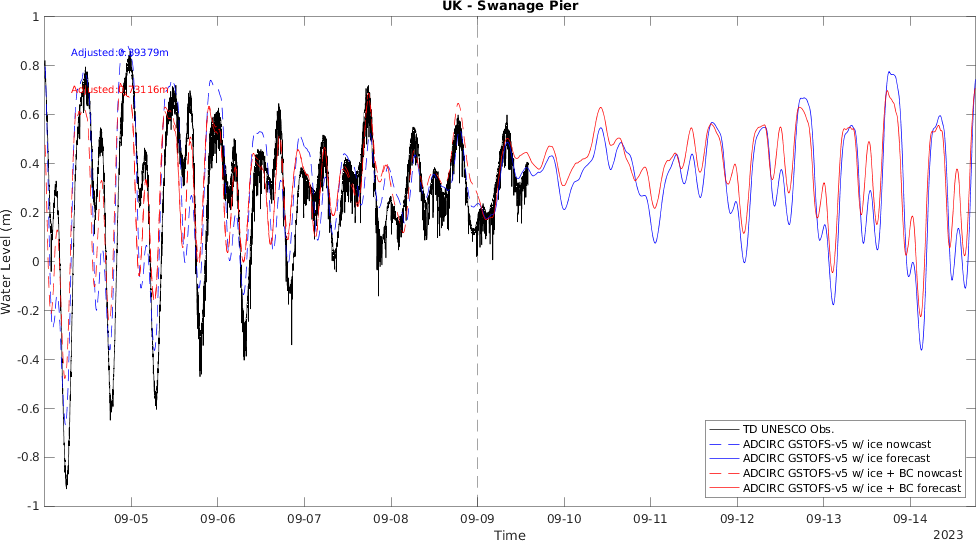 UK - Swanage Pier
Adjusted:0.89379m
Adjusted:0.73116m
Water Level (m)
1
0.8
0.6
0.4
0.2
0
-0.2
-0.4
-0.6
-0.8
-1
09-05
09-06
09-07
09-08
09-09
09-10
09-11
09-12
09-13
09-14
Time
2023
TD UNESCO Obs.
ADCIRC GSTOFS-v5 w/ ice nowcast
ADCIRC GSTOFS-v5 w/ ice forecast
ADCIRC GSTOFS-v5 w/ ice + BC nowcast
ADCIRC GSTOFS-v5 w/ ice + BC forecast